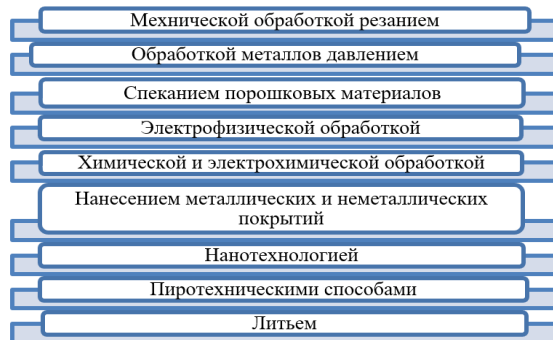 Мехнической обработкой резанием
Обработкой металлов давлением
Спеканием порошковых материалов
Электрофизической обработкой
Химической и электрохимической обработкой
Нанесением металлических и неметаллических
покрытий
Нанотехнологией
Пиротехническими способами
Литьем